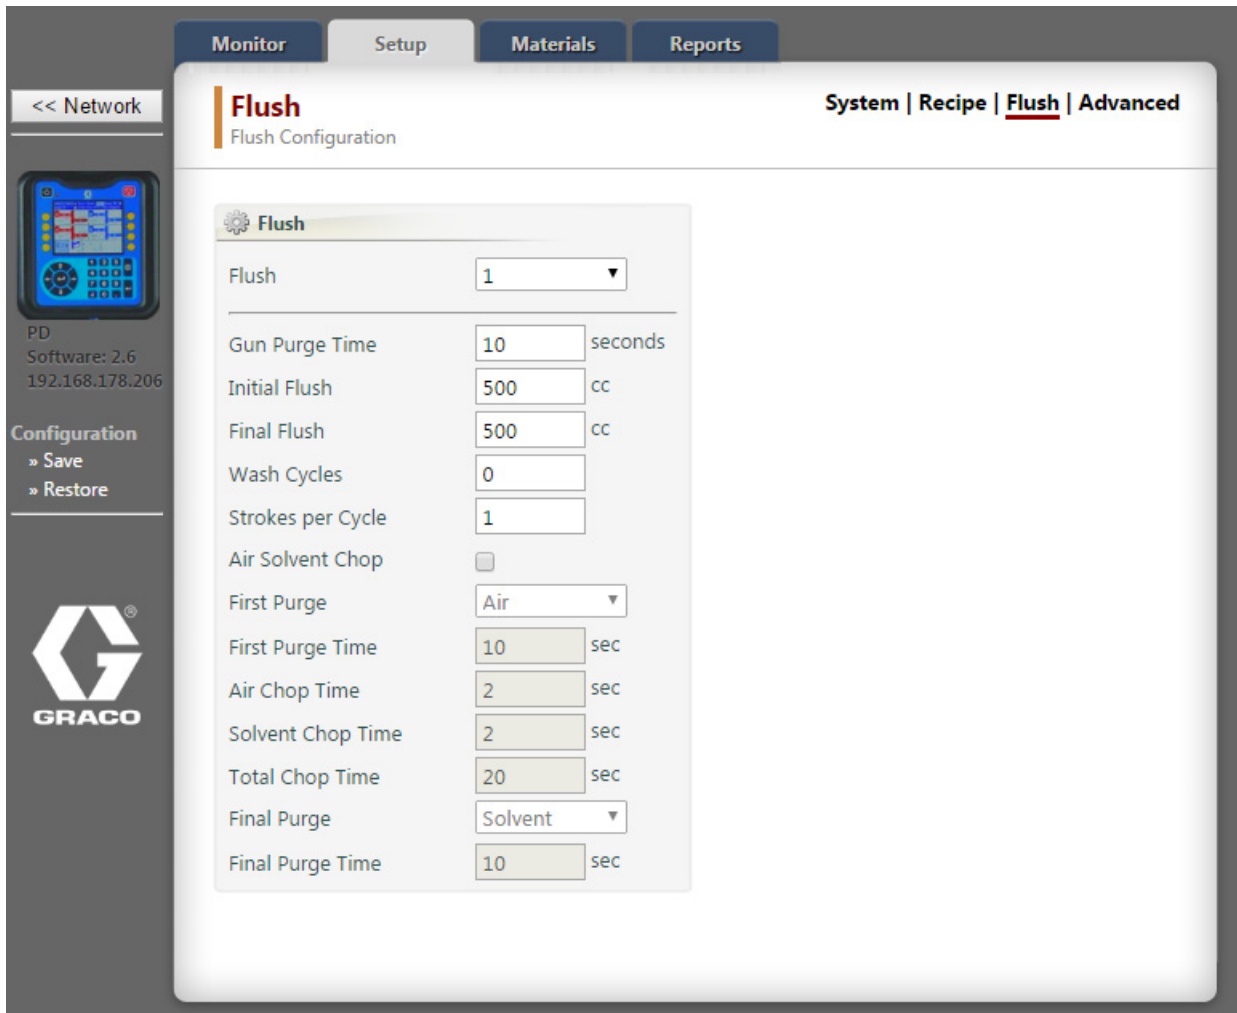 Monitor Setup Materials Reports
<< Network
Flush
Flush Configuration
System | Recipe | Flush | Advanced
PD
Software: 2.6
192.168.178.206
Configuration
» Save
» Restore
GRACO
®
Flush
Flush 1
Gun Purge Time 10 seconds
Initial Flush 500 cc
Final Flush 500 cc
Wash Cycles 0
Strokes per Cycle 1
Air Solvent Chop
First Purge Air
First Purge Time 10 sec
Air Chop Time 2 sec
Solvent Chop Time 2 sec
Total Chop Time 20 sec
Final Purge Solvent
Final Purge Time 10 sec